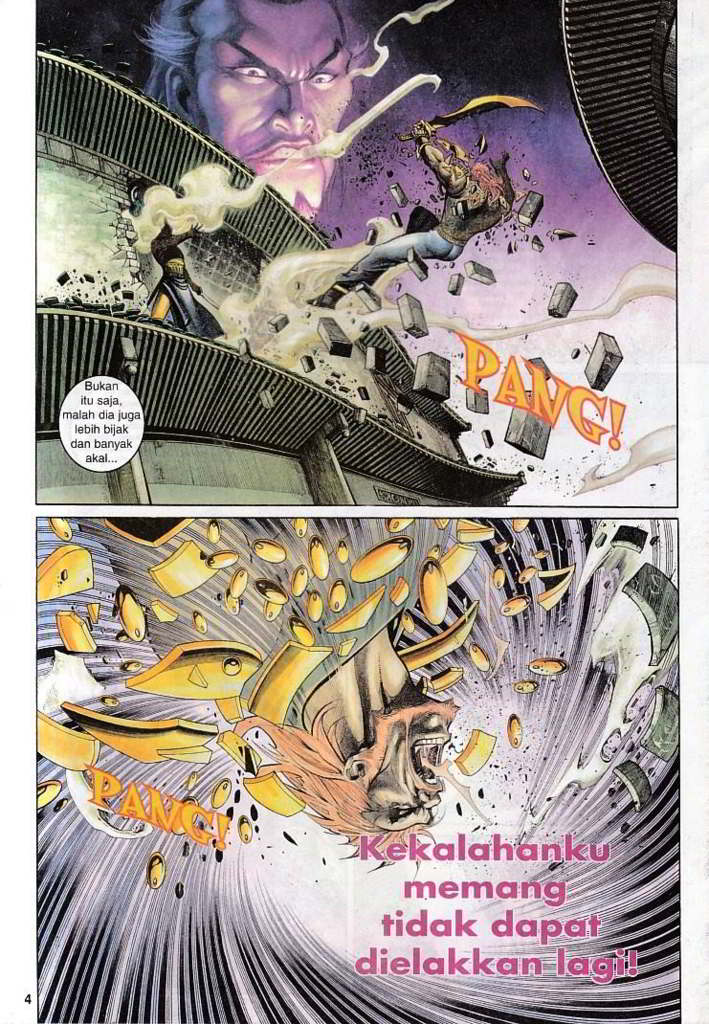 PANG!
Bukan
itu saja,
malah dia juga
lebih bijak
dan banyak
akal...
PANG!
Kekalahanku
memang
tidak dapat
dielakkan lagi!
4